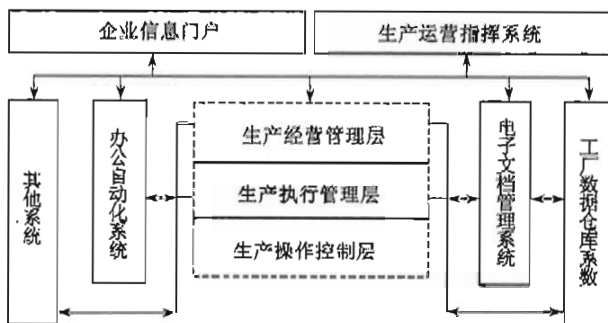 企业信息门户
生产运营指挥系统
其他系统
办公自动化系统
生产经营管理层
生产执行管理层
生产操作控制层
电子文档管理系统
工厂数据仓库系数